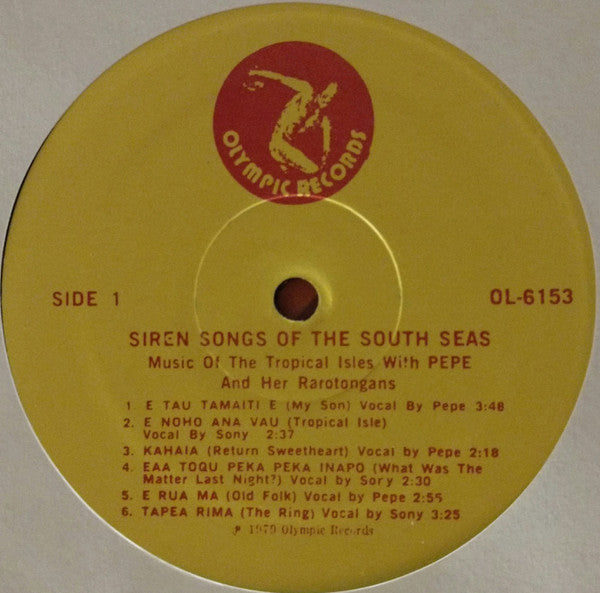 OLYMPIC RECORDS
SIDE 1
OL-6153
SIREN SONGS OF THE SOUTH SEAS
Music Of The Tropical Isles With PEPE
And Her Rarotongans
1 E TAU TAMAITI E (My Son) Vocal By Pepe 3:48
2. E NOHO ANA VAU (Tropical Isle)
Vocal By Sony 2:37
3. KAHAIA (Return Sweetheart) Vocal by Pepe 2:18
4. EAA TOQU PEKA PEKA INAPO (What Was The
Matter Last Night?) Vocal by Sory 2:30
5. E RUA MA (Old Folk) Vocal by Pepe 2:55
6. TAPEA RIMA (The Ring) Vocal by Sony 3:25
℗ 1979 Olympic Records